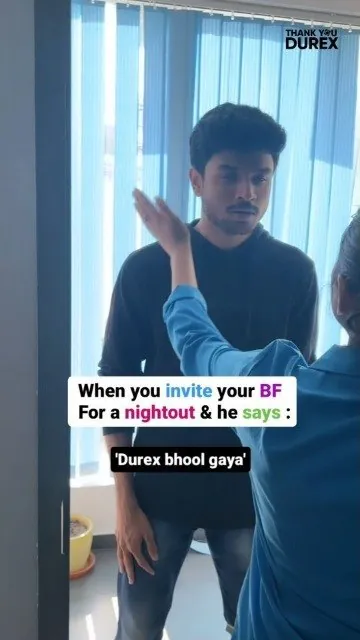 THANK YOU
DUREX
When you invite your BF
For a nightout & he says :
'Durex bhool gaya'